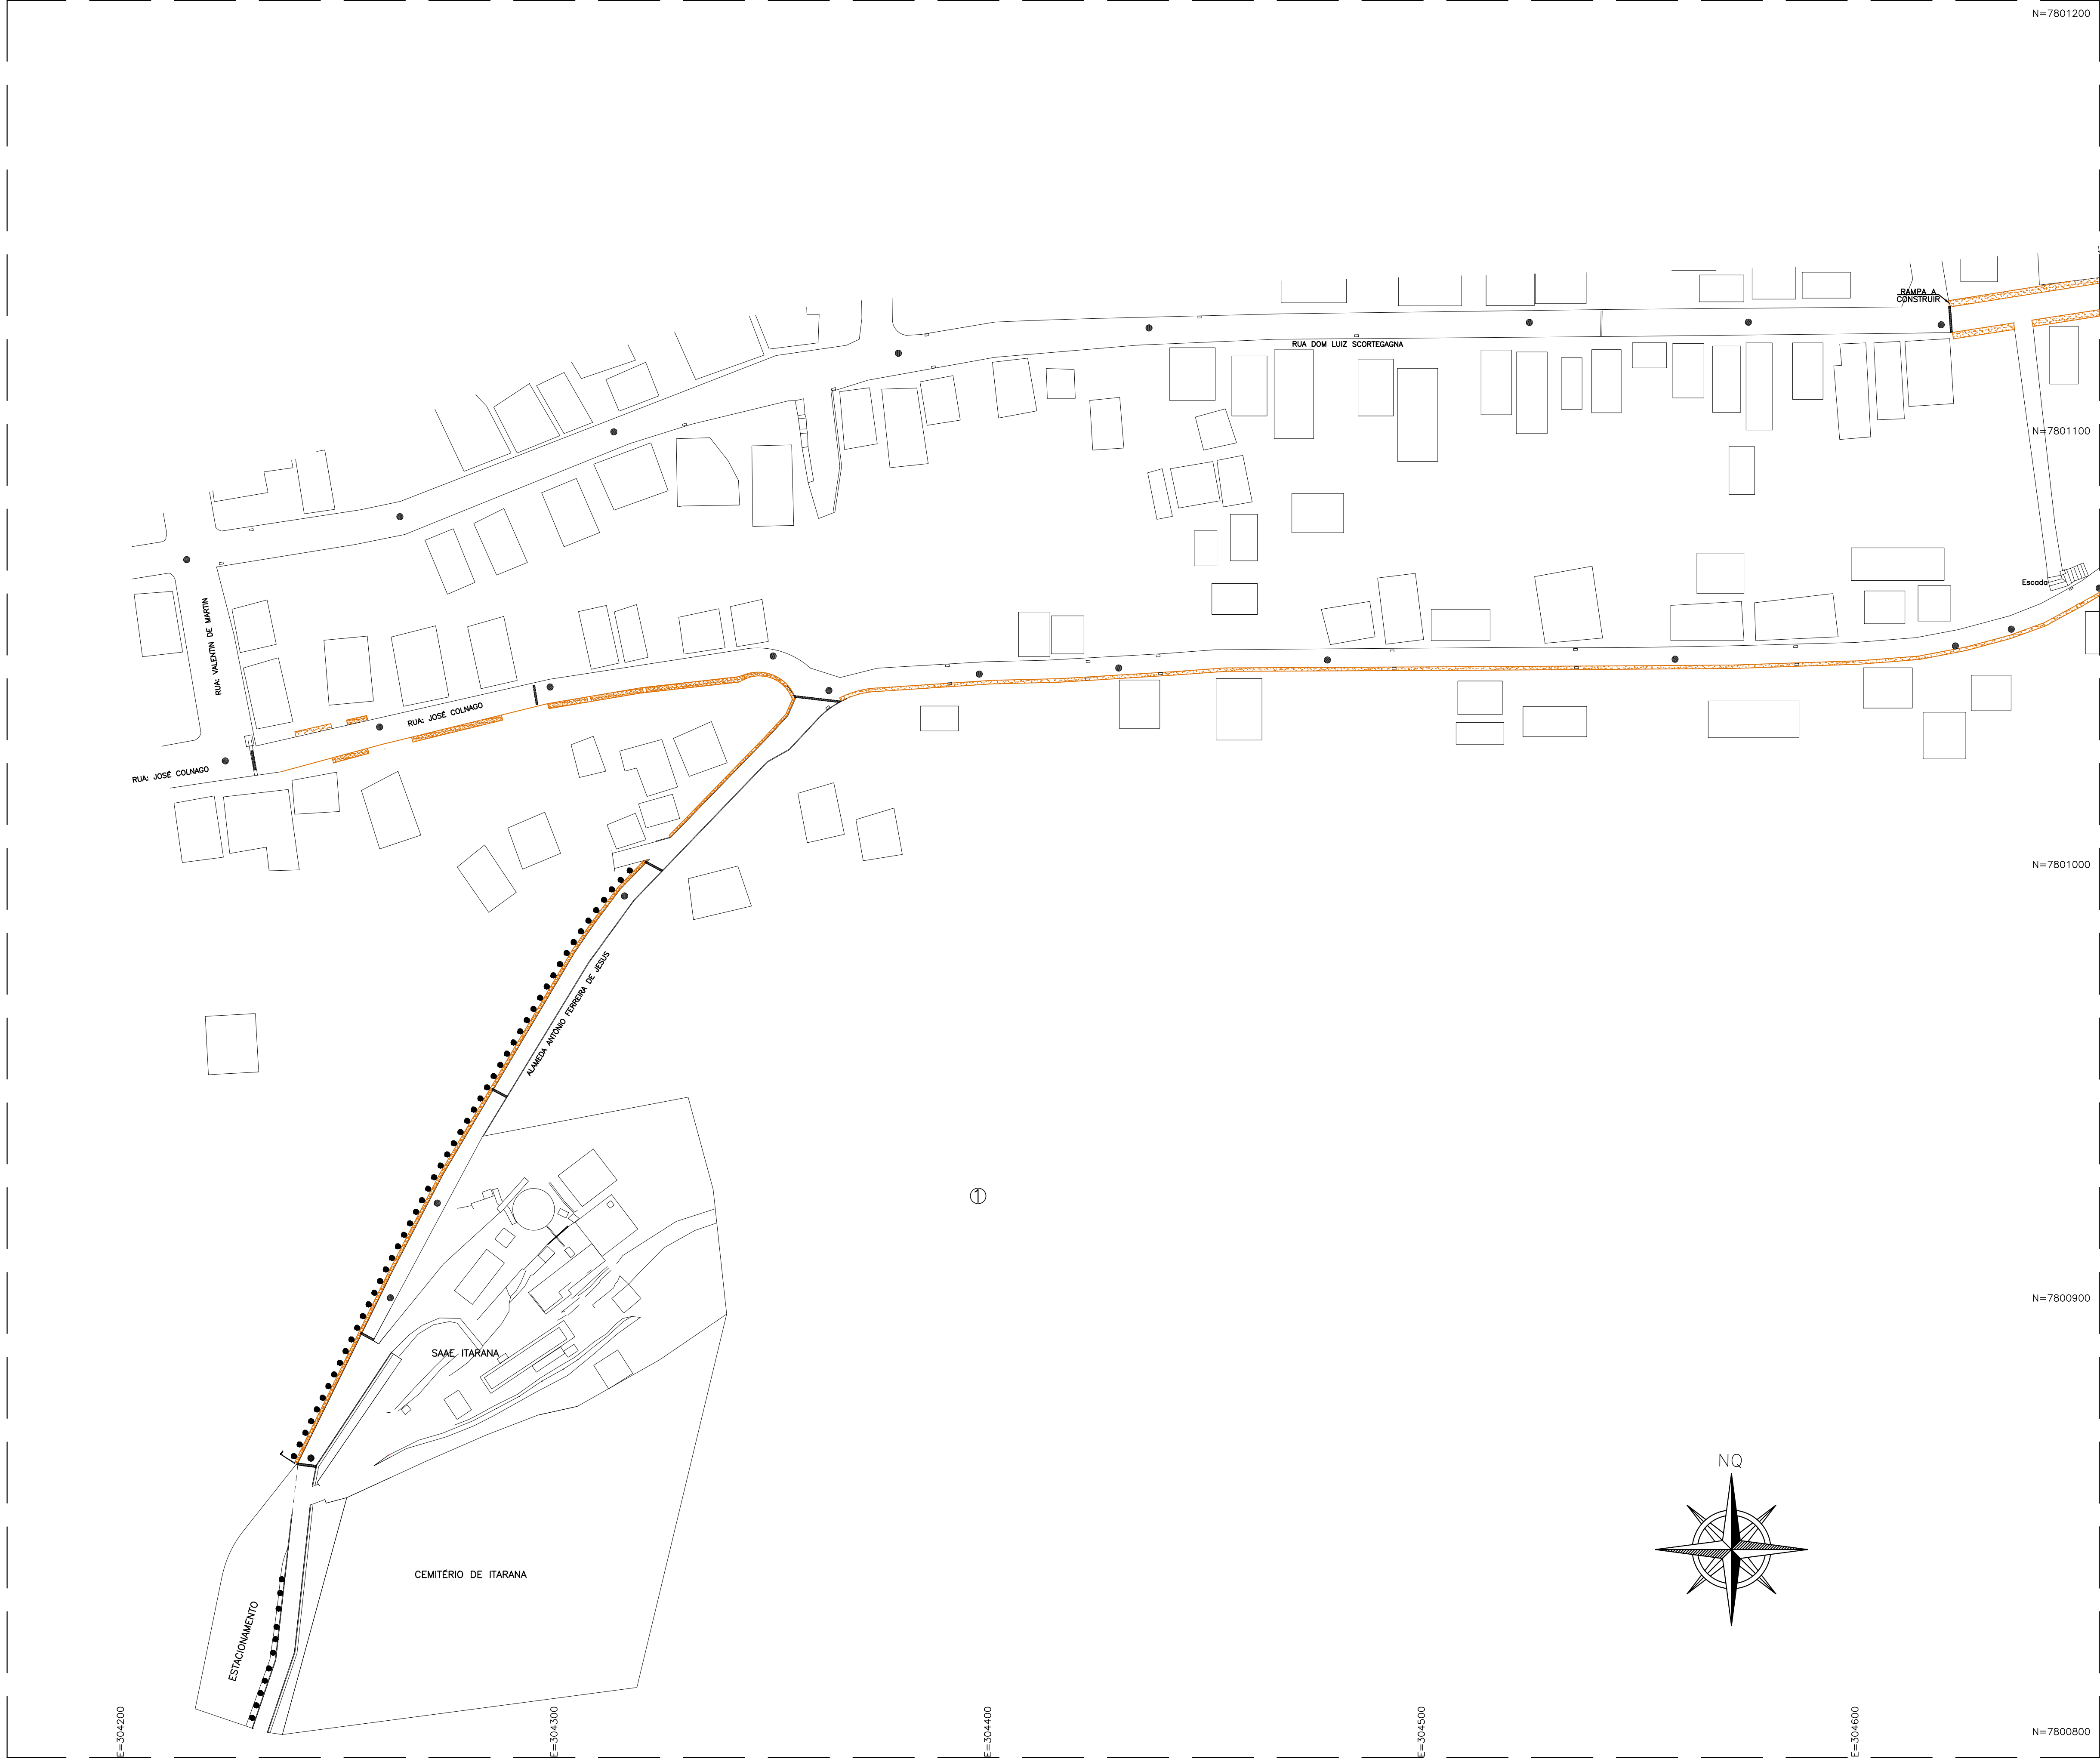 N=7801200
RAMPA A
CONSTRUIR
RUA DOM LUIZ SCORTEGAGNA
N=7801100
Escada
RUA: VALENTIN DE MARTIN
RUA: JOSÉ COLNAGO
RUA: JOSÉ COLNAGO
N=7801000
ALAMEDA ANTÔNIO FERREIRA DE JESUS
1
N=7800900
SAAE ITARANA
NQ
CEMITÉRIO DE ITARANA
ESTACIONAMENTO
E=304200
E=304300
E=304400
E=304500
E=304600
N=7800800